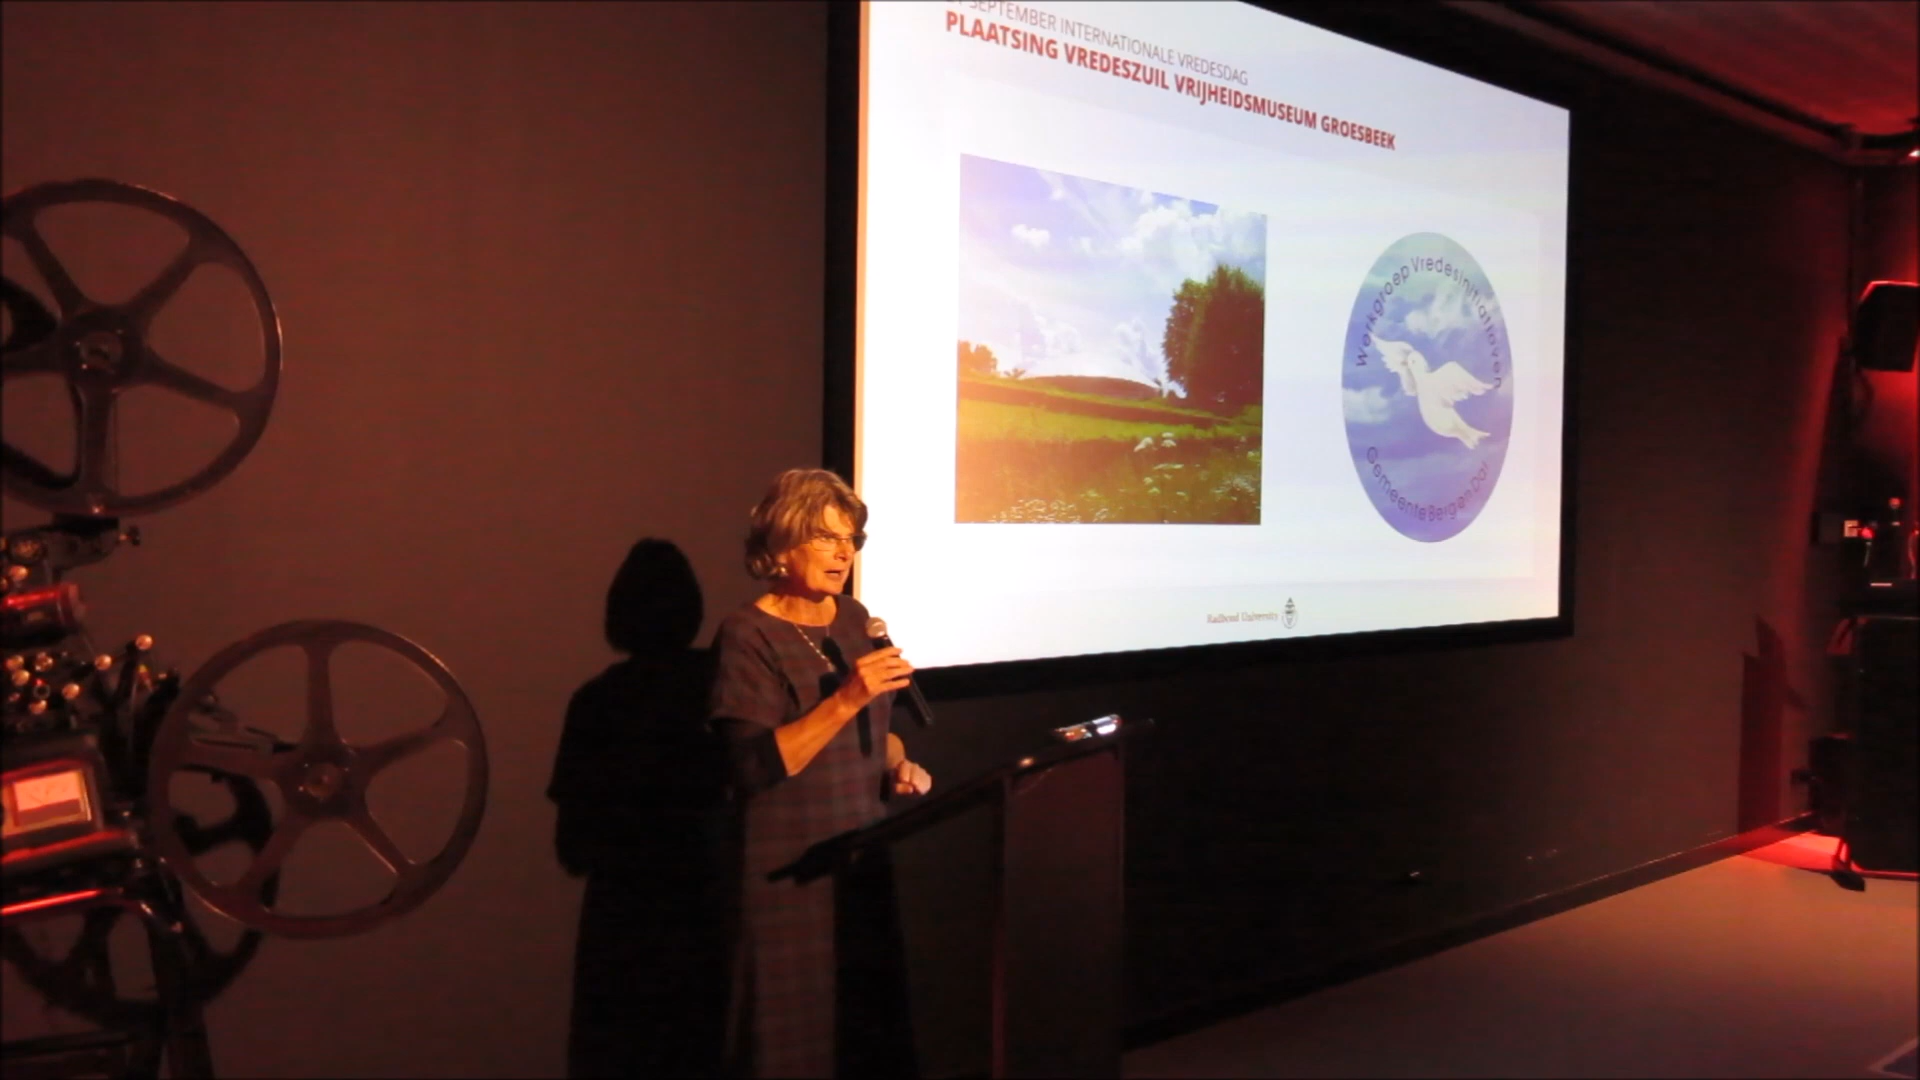 SEPTEMBER INTERNATIONALE VREDESDAG
PLAATSING VREDESZUIL VRIJHEIDSMUSEUM GROESBEEK
Werkgroep Vredesinitiatieven
Gemeente Berg en Dal
Radboud University